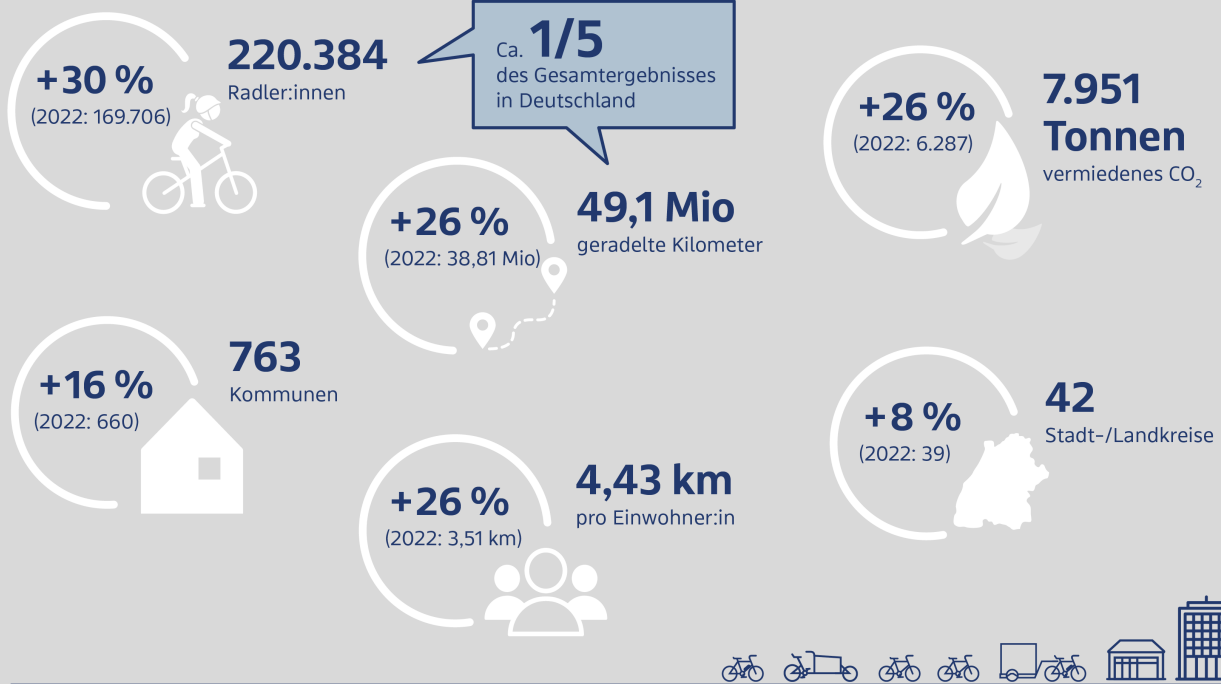 +30 %
(2022: 169.706)
220.384
Radler:innen
Ca. 1/5
des Gesamtergebnisses
in Deutschland
+26 %
(2022: 38,81 Mio)
49,1 Mio
geradelte Kilometer
+26 %
(2022: 6.287)
7.951
Tonnen
vermiedenes CO₂
+16 %
(2022: 660)
763
Kommunen
+26 %
(2022: 3,51 km)
4,43 km
pro Einwohner:in
+8 %
(2022: 39)
42
Stadt-/Landkreise